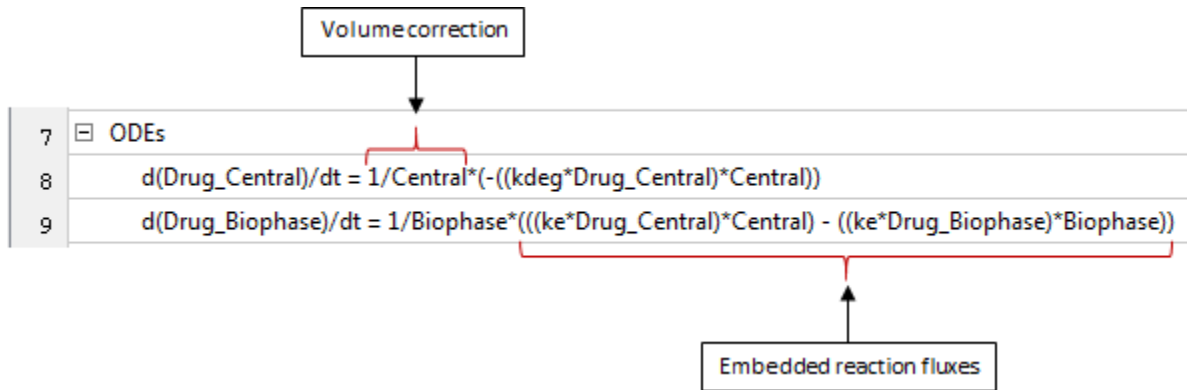 Volume correction
7 ODEs
8 d(Drug_Central)/dt = 1/Central*(-((kdeg*Drug_Central)*Central))
9 d(Drug_Biophase)/dt = 1/Biophase*(((ke*Drug_Central)*Central) - ((ke*Drug_Biophase)*Biophase))
Embedded reaction fluxes